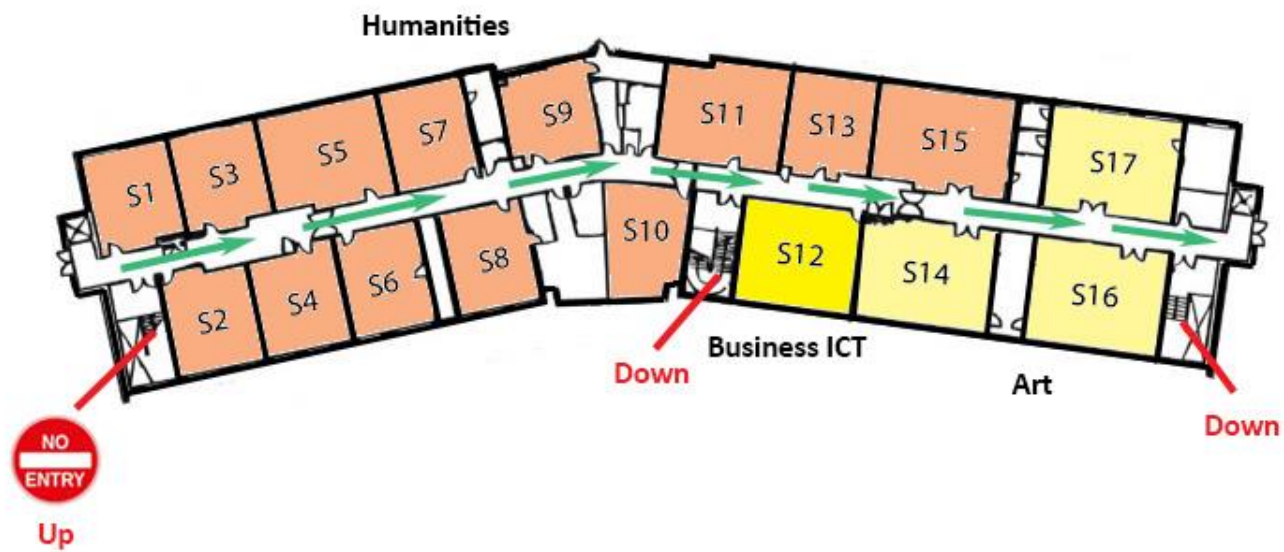 Humanities
S1
S3
S5
S7
S9
S11
S13
S15
S17
S2
S4
S6
S8
S10
S12
S14
S16
Business ICT
Art
Down
Down
NO
ENTRY
Up